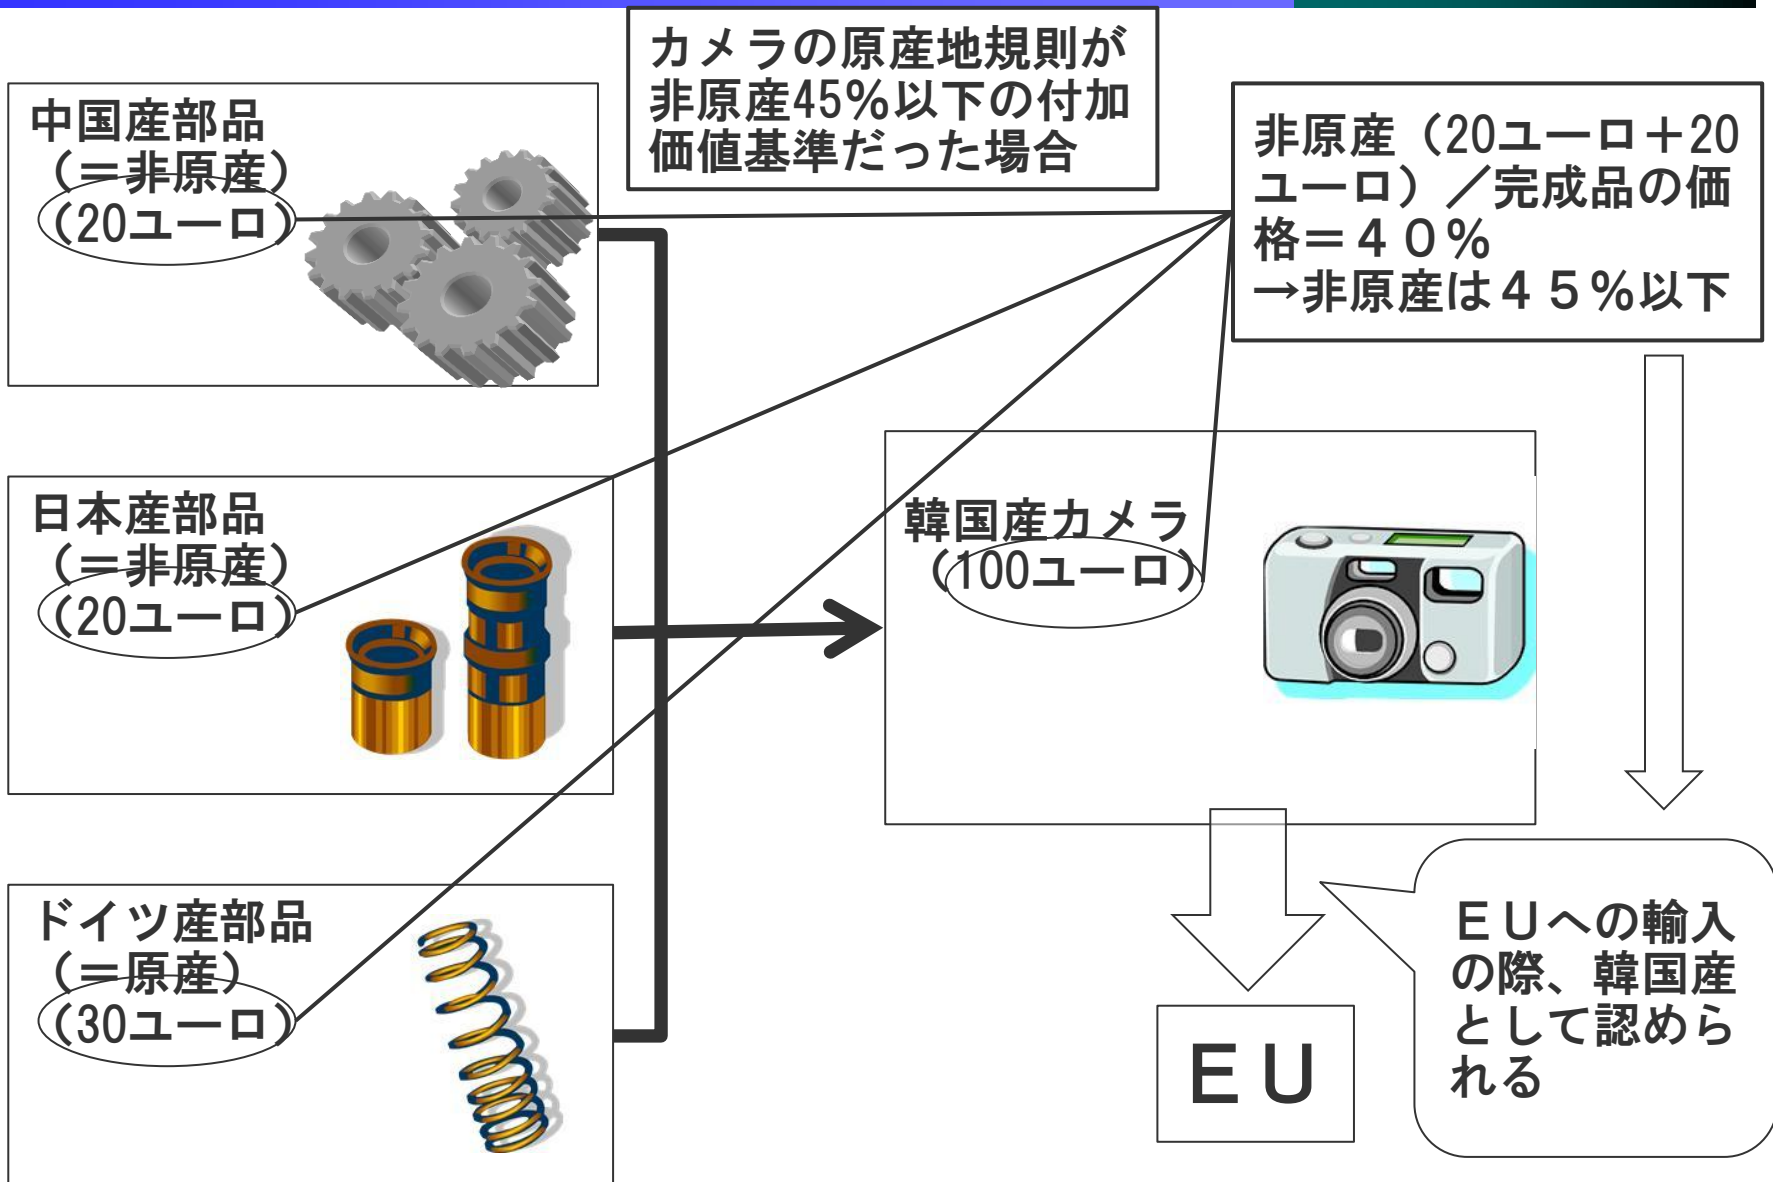 カメラの原産地規則が
非原産45%以下の付加
価値基準だった場合
中国産部品
（＝非原産）
（20ユーロ）
非原産（20ユーロ＋20
ユーロ）／完成品の価
格＝４０％
→非原産は４５％以下
日本産部品
（＝非原産）
（20ユーロ）
韓国産カメラ
（100ユーロ）
ドイツ産部品
（＝原産）
（30ユーロ）
ＥＵ
ＥＵへの輸入
の際、韓国産
として認めら
れる